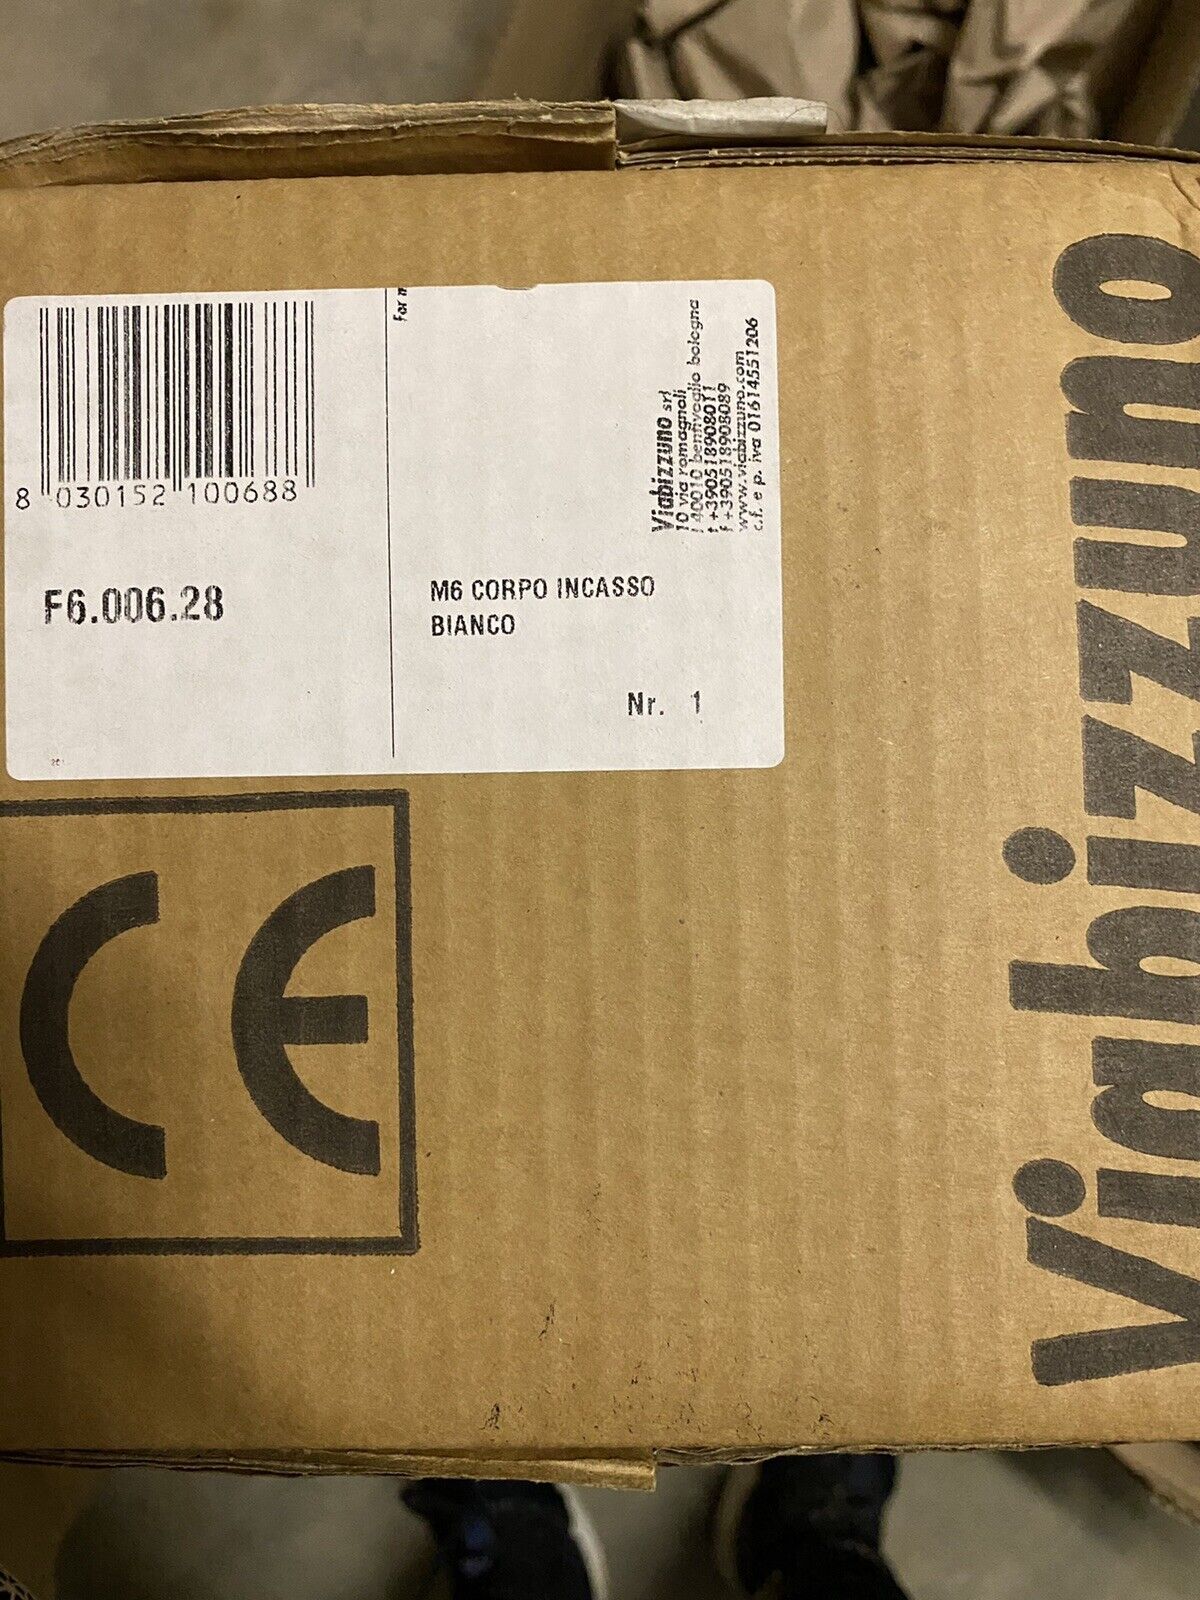 8 030152 100688
F6.006.28
For
Viabizzuno srl
10 via romagnoli
I 40010 bentivoglio bologna
t +390518908011
f +390518908089
www.viabizzuno.com
c.f. e p. iva 01614551206
M6 CORPO INCASSO
BIANCO
Nr. 1
CE
Viabizzuno